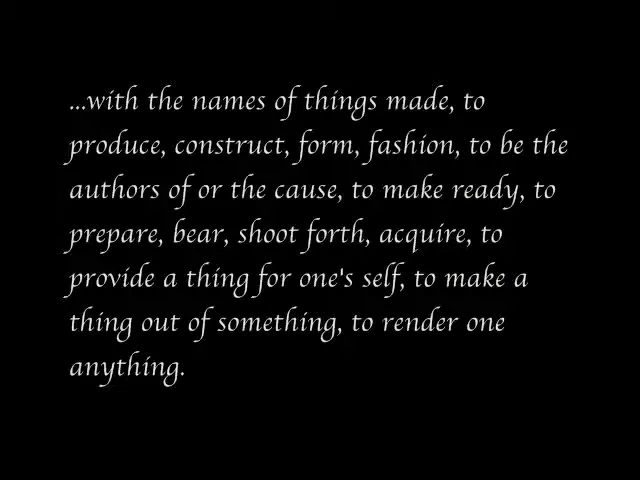 ...with the names of things made, to
produce, construct, form, fashion, to be the
authors of or the cause, to make ready, to
prepare, bear, shoot forth, acquire, to
provide a thing for one's self, to make a
thing out of something, to render one
anything.